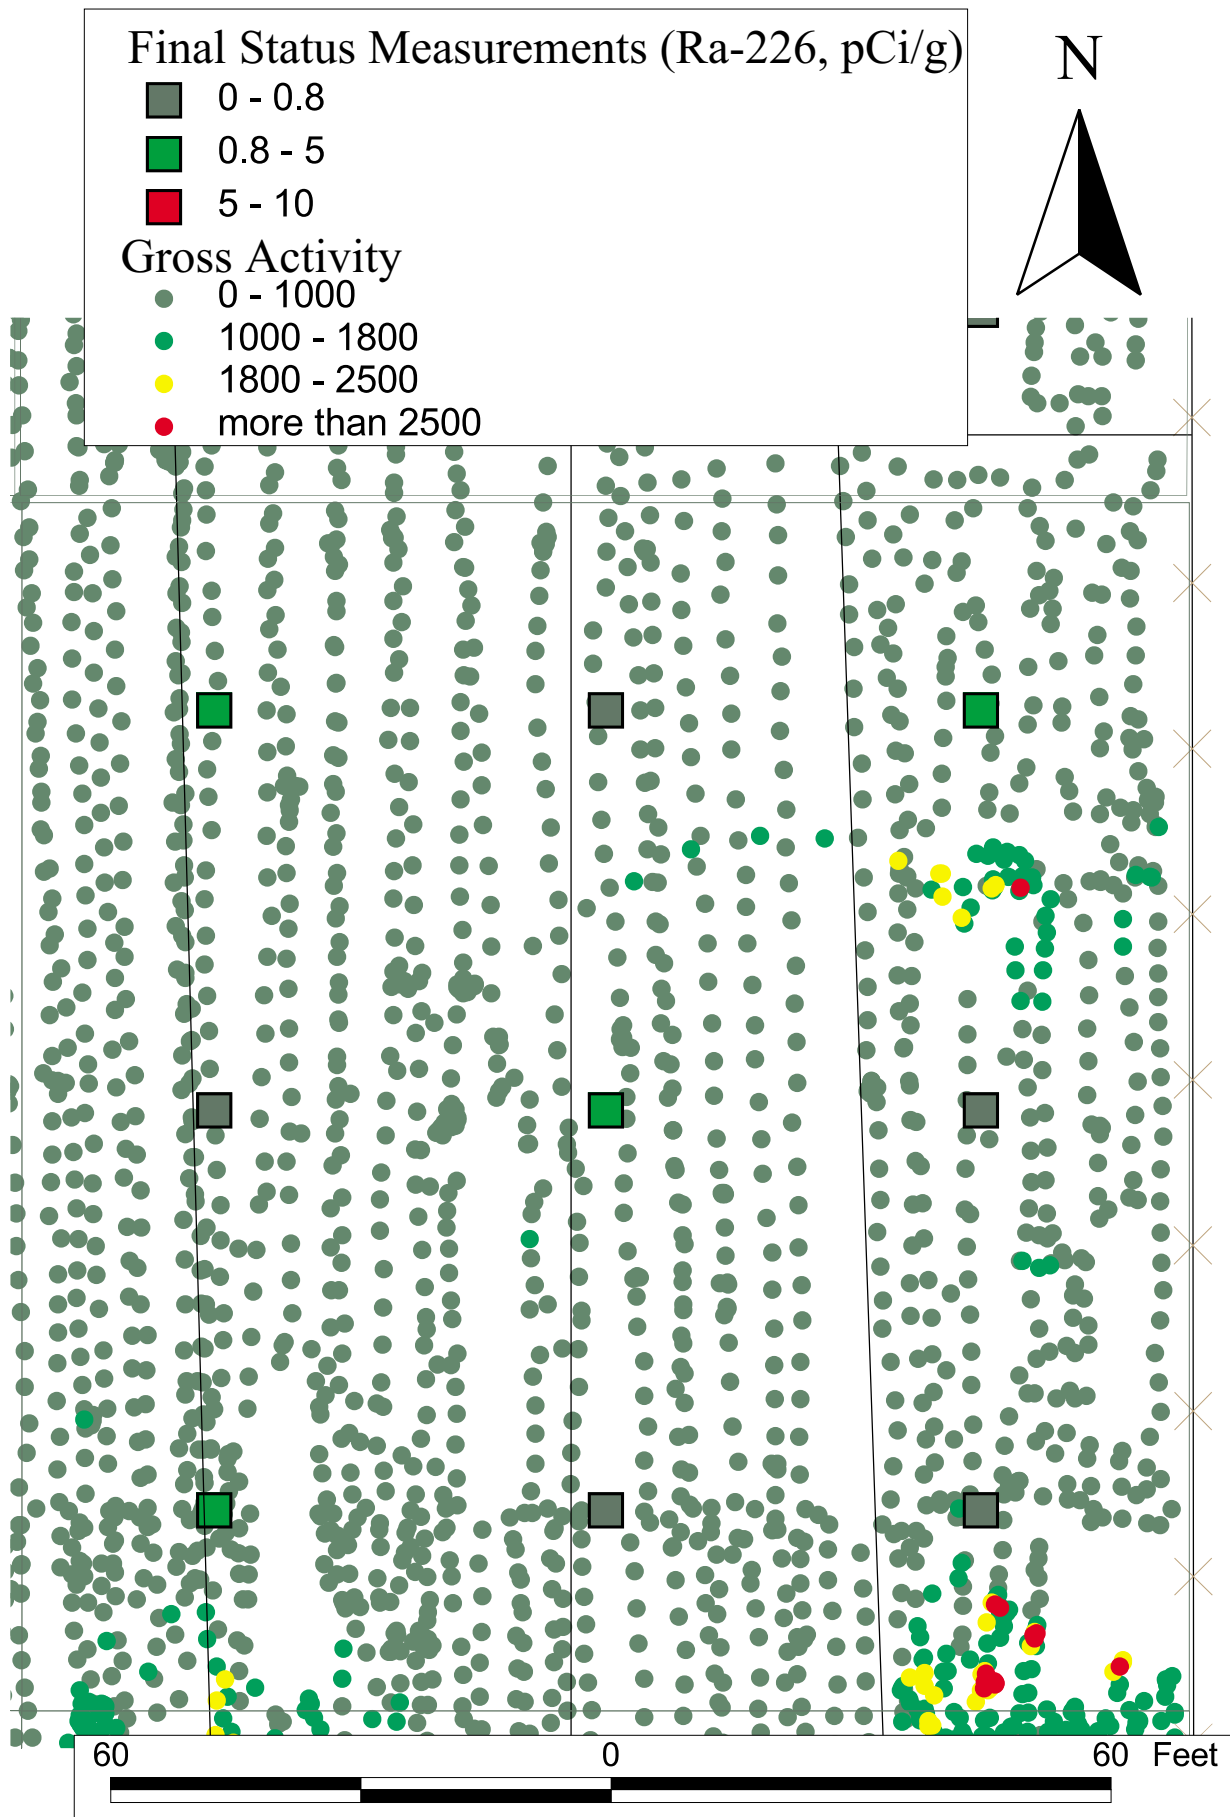 Final Status Measurements (Ra-226, pCi/g)
0 - 0.8
0.8 - 5
5 - 10
Gross Activity
0 - 1000
1000 - 1800
1800 - 2500
more than 2500
N
60 0 60 Feet